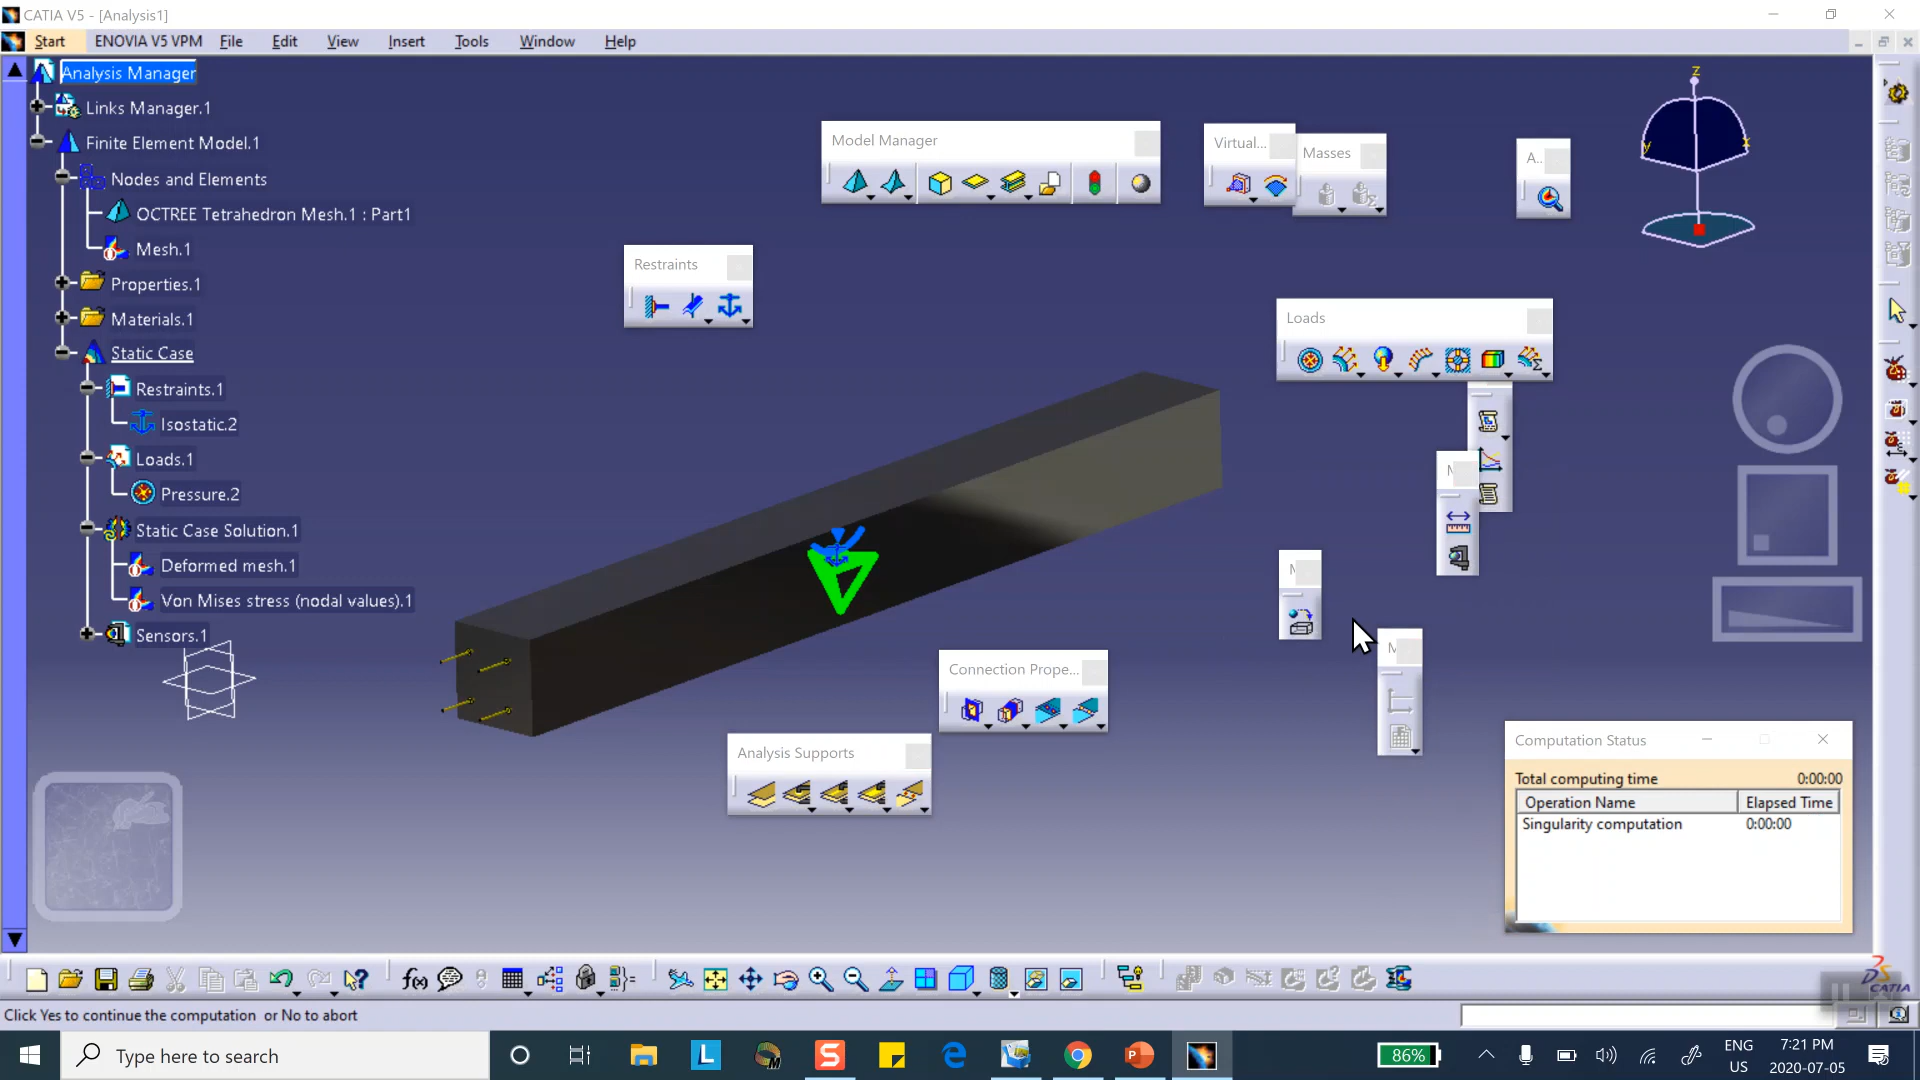 CATIA V5 - [Analysis1]
Start ENOVIA V5 VPM File Edit View Insert Tools Window Help
Analysis Manager
Links Manager.1
Finite Element Model.1
Nodes and Elements
OCTREE Tetrahedron Mesh.1 : Part1
Mesh.1
Properties.1
Materials.1
Static Case
Restraints.1
Isostatic.2
Loads.1
Pressure.2
Static Case Solution.1
Deformed mesh.1
Von Mises stress (nodal values).1
Sensors.1
Model Manager
Virtual...
Masses
A..
z
y
x
Restraints
Loads
Connection Prope...
Analysis Supports
Computation Status
Total computing time 0:00:00
Operation Name Elapsed Time
Singularity computation 0:00:00
f(x)
CATIA
Click Yes to continue the computation or No to abort
Type here to search
86%
ENG
US
7:21 PM
2020-07-05